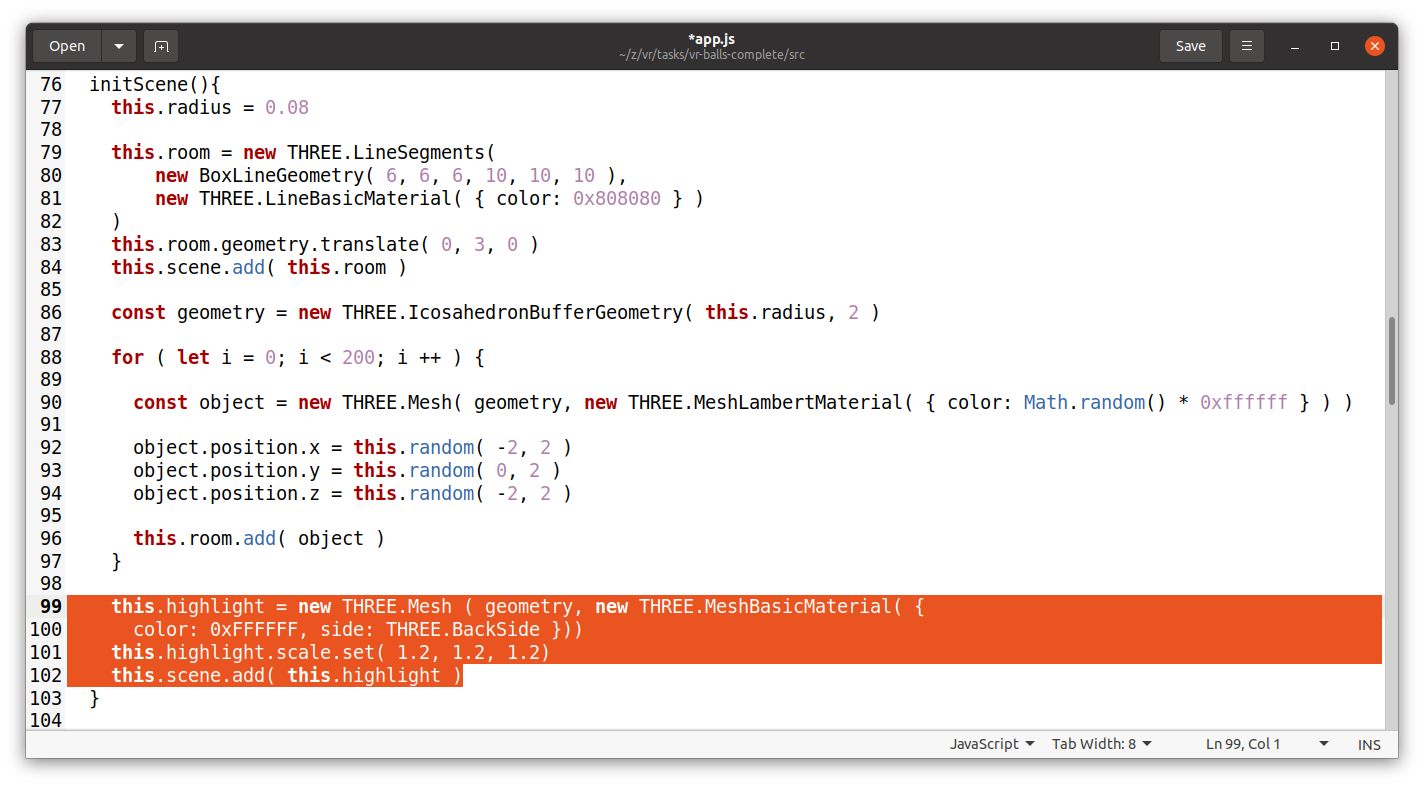 Open
*app.js
~/z/vr/tasks/vr-balls-complete/src
Save
76   initScene(){
77     this.radius = 0.08
78
79     this.room = new THREE.LineSegments(
80         new BoxLineGeometry( 6, 6, 6, 10, 10, 10 ),
81         new THREE.LineBasicMaterial( { color: 0x808080 } )
82     )
83     this.room.geometry.translate( 0, 3, 0 )
84     this.scene.add( this.room )
85
86     const geometry = new THREE.IcosahedronBufferGeometry( this.radius, 2 )
87
88     for ( let i = 0; i < 200; i ++ ) {
89
90       const object = new THREE.Mesh( geometry, new THREE.MeshLambertMaterial( { color: Math.random() * 0xffffff } ) )
91
92       object.position.x = this.random( -2, 2 )
93       object.position.y = this.random( 0, 2 )
94       object.position.z = this.random( -2, 2 )
95
96       this.room.add( object )
97     }
98
99     this.highlight = new THREE.Mesh ( geometry, new THREE.MeshBasicMaterial( {
100       color: 0xFFFFFF, side: THREE.BackSide }))
101     this.highlight.scale.set( 1.2, 1.2, 1.2)
102     this.scene.add( this.highlight )
103   }
104
JavaScript Tab Width: 8 Ln 99, Col 1 INS